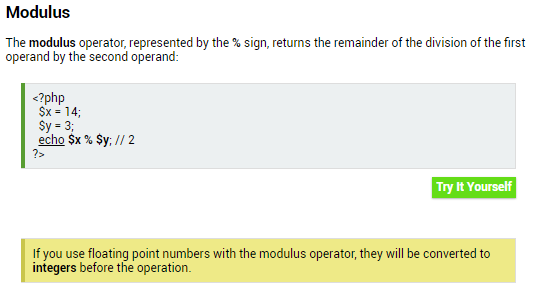 Modulus
The modulus operator, represented by the % sign, returns the remainder of the division of the first
operand by the second operand:
<?php
$x = 14;
$y = 3;
echo $x % $y; // 2
?>
Try It Yourself
If you use floating point numbers with the modulus operator, they will be converted to
integers before the operation.